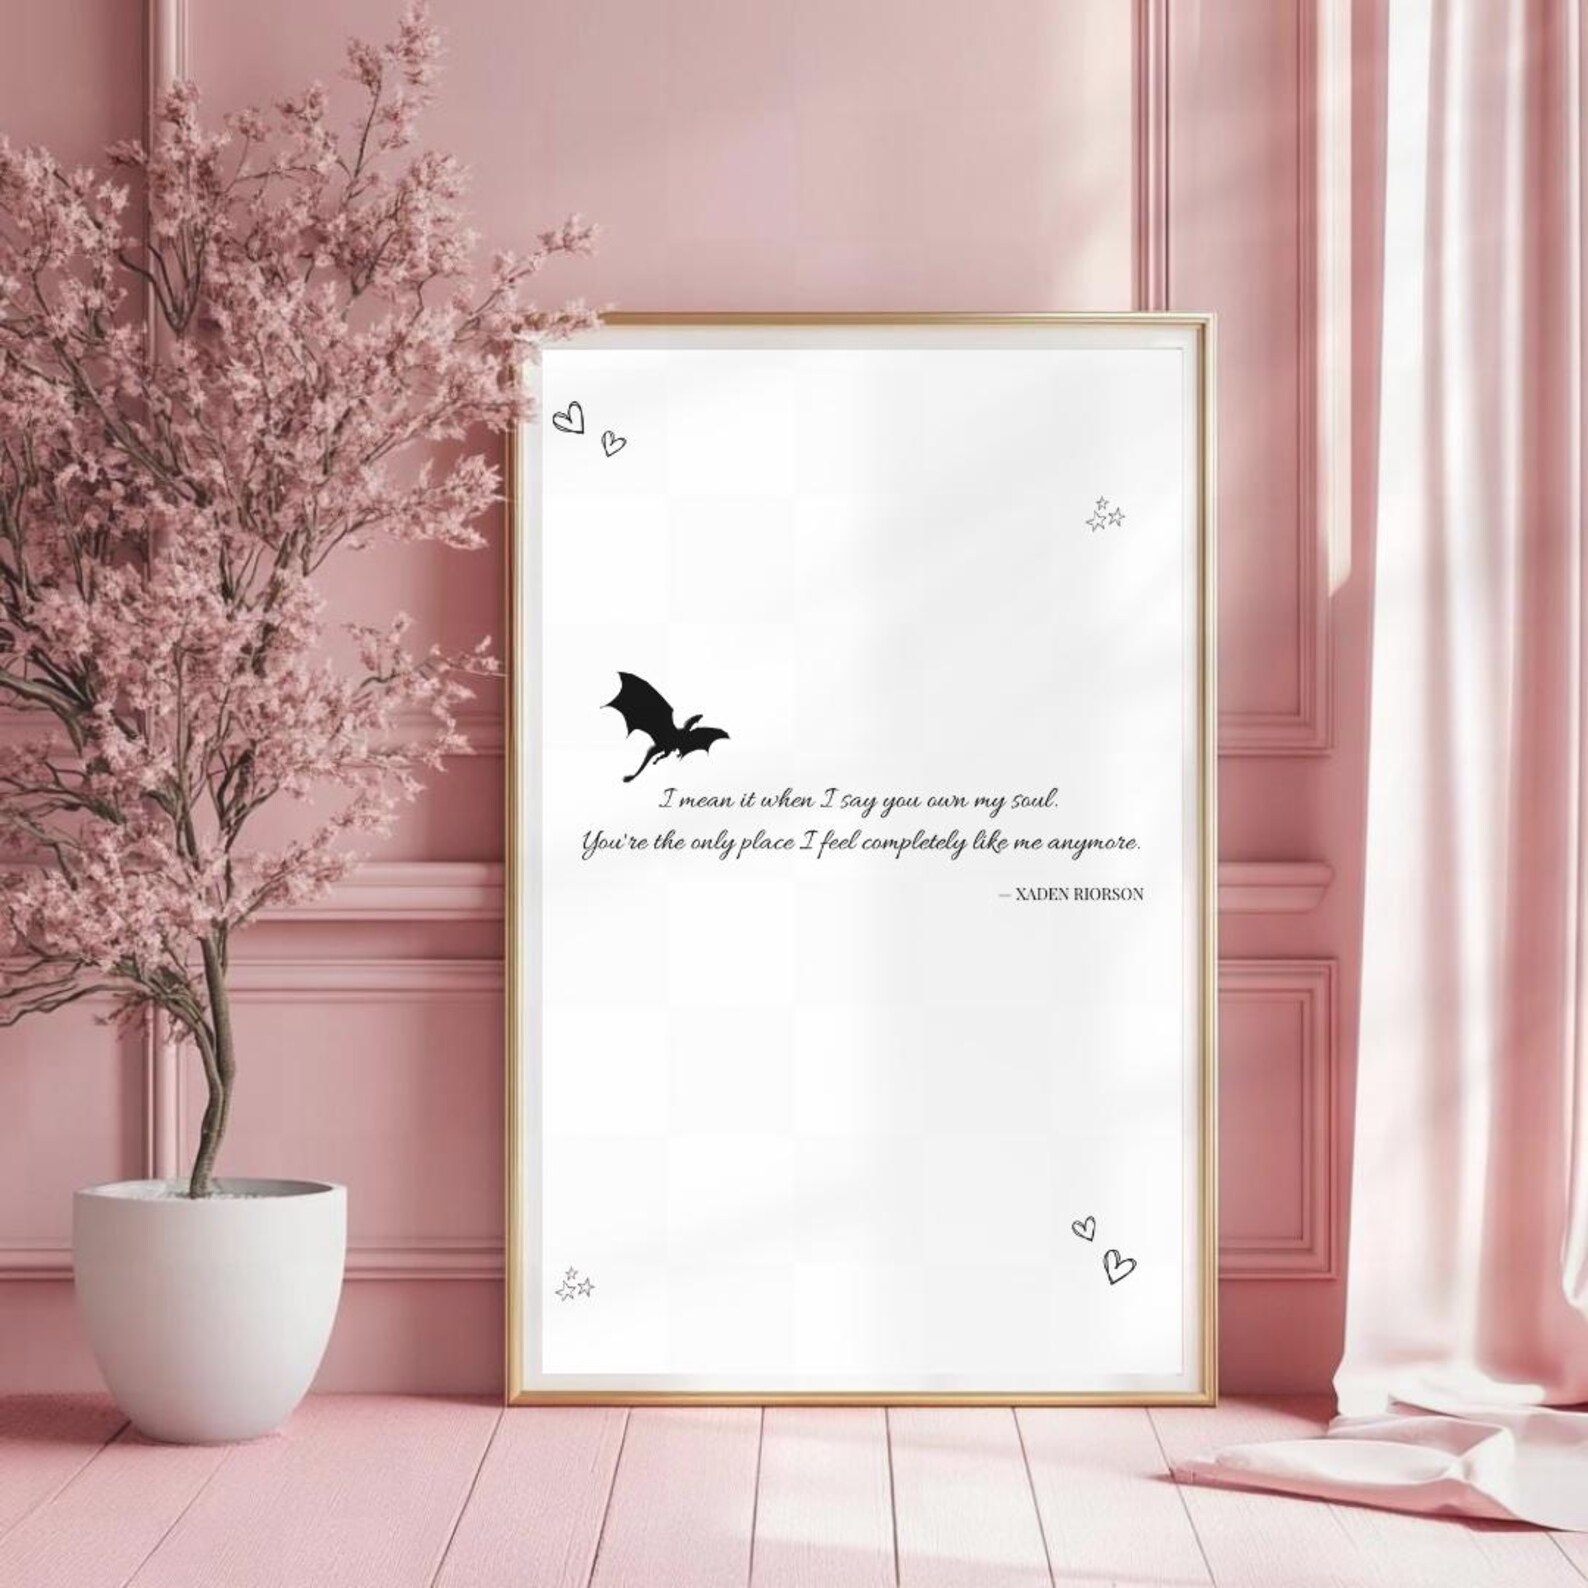 I mean it when I say you own my soul.
You're the only place I feel completely like me anymore.
— XADEN RIORSON